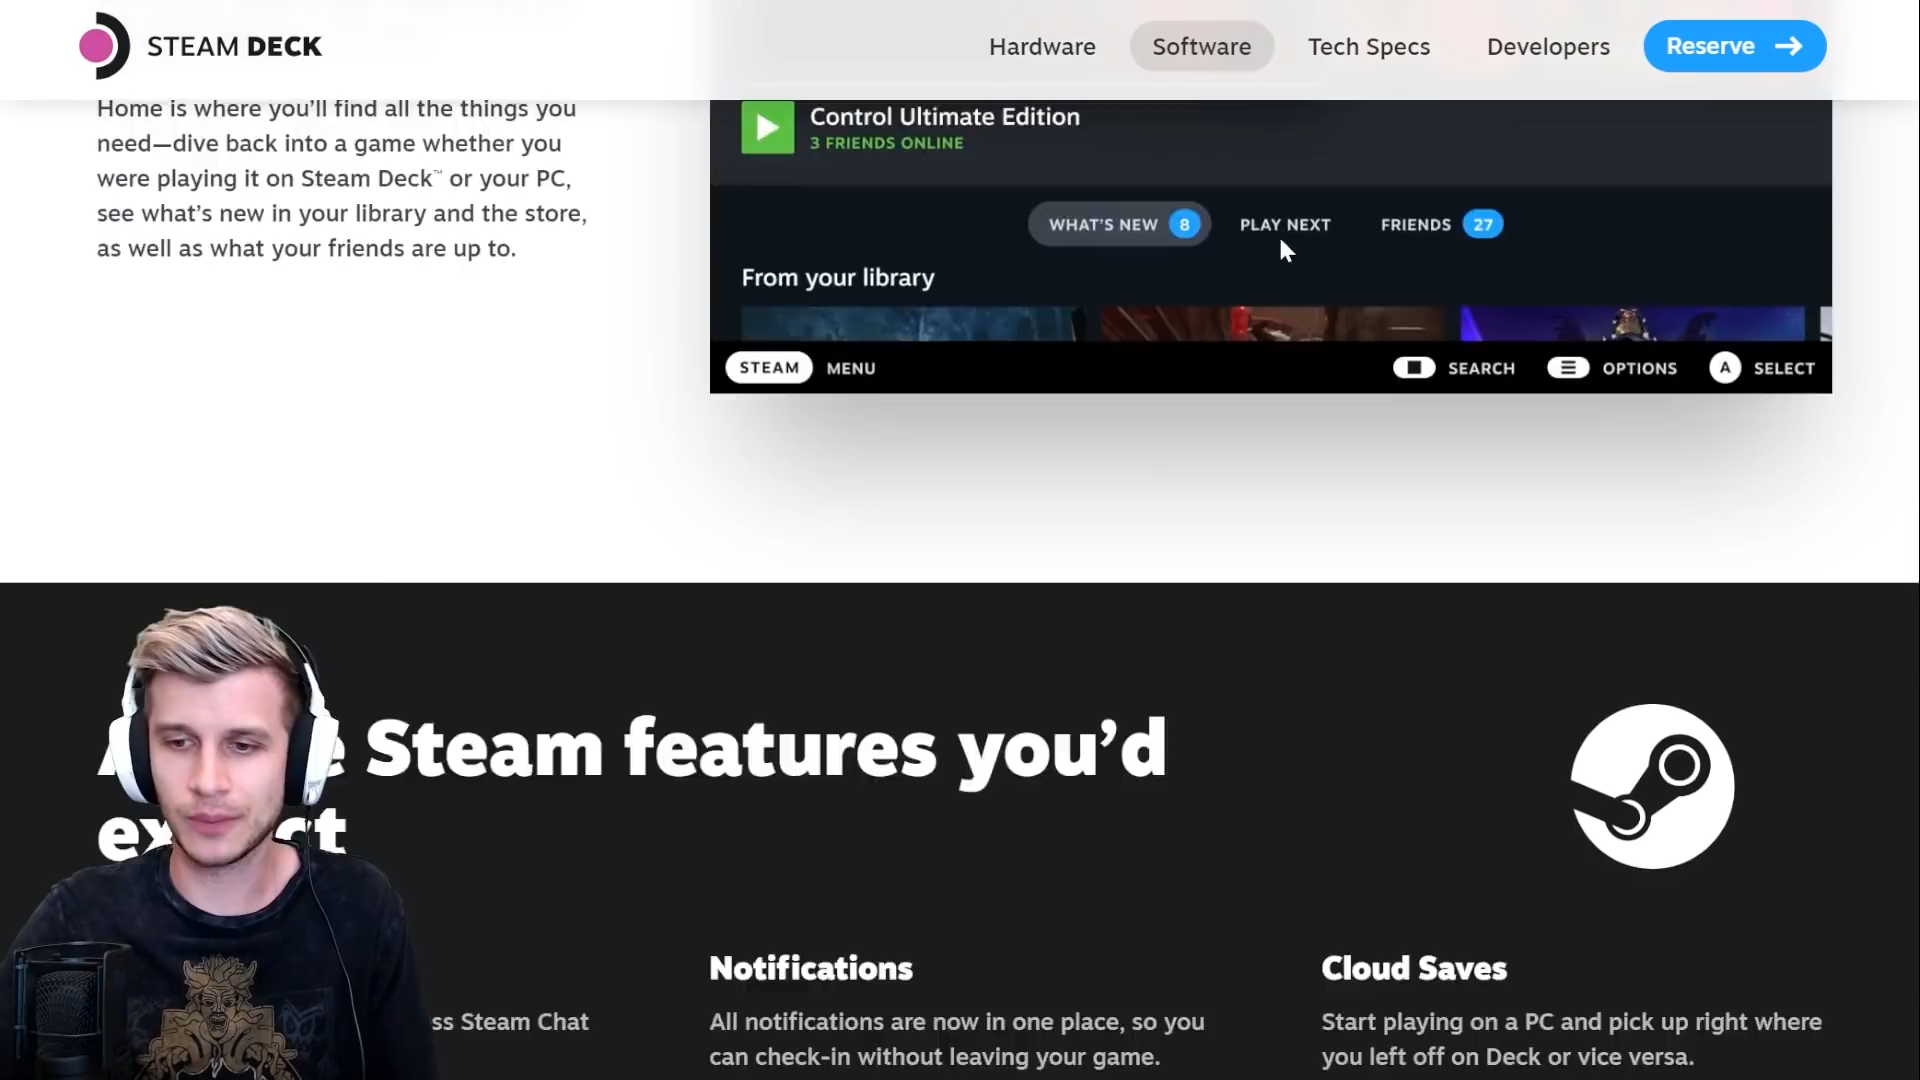 STEAM DECK
Hardware
Software
Tech Specs
Developers
Reserve
Home is where you'll find all the things you
need—dive back into a game whether you
were playing it on Steam Deck™ or your PC,
see what's new in your library and the store,
as well as what your friends are up to.
Control Ultimate Edition
3 FRIENDS ONLINE
WHAT'S NEW 8
PLAY NEXT
FRIENDS 27
From your library
STEAM MENU
SEARCH
OPTIONS
A SELECT
Steam features you'd
Notifications
All notifications are now in one place, so you
can check-in without leaving your game.
Cloud Saves
Start playing on a PC and pick up right where
you left off on Deck or vice versa.
Steam Chat